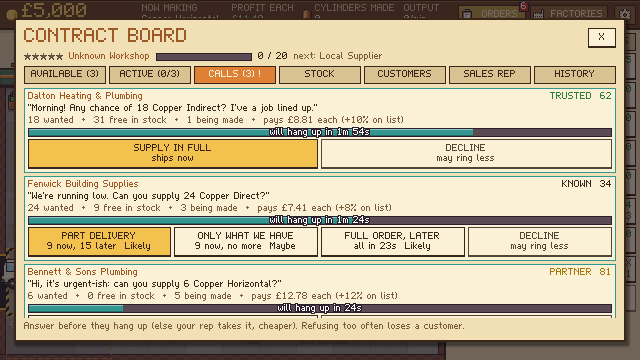 £5,000
NOW MAKING
PROFIT EACH
CYLINDERS MADE
OUTPUT
ORDERS
6
FACTORIES
CONTRACT BOARD
X
★★★★★ Unknown Workshop 0 / 20 next: Local Supplier
AVAILABLE (3)
ACTIVE (0/3)
CALLS (3) !
STOCK
CUSTOMERS
SALES REP
HISTORY
Dalton Heating & Plumbing TRUSTED 62
"Morning! Any chance of 18 Copper Indirect? I've a job lined up."
18 wanted • 31 free in stock • 1 being made • pays £8.81 each (+10% on list)
will hang up in 1m 54s
SUPPLY IN FULL
ships now
DECLINE
may ring less
Fenwick Building Supplies KNOWN 34
"We're running low. Can you supply 24 Copper Direct?"
24 wanted • 9 free in stock • 3 being made • pays £7.41 each (+8% on list)
will hang up in 1m 24s
PART DELIVERY
9 now, 15 later Likely
ONLY WHAT WE HAVE
9 now, no more Maybe
FULL ORDER, LATER
all in 23s Likely
DECLINE
may ring less
Bennett & Sons Plumbing PARTNER 81
"Hi, it's urgent-ish: can you supply 6 Copper Horizontal?"
6 wanted • 0 free in stock • 5 being made • pays £12.78 each (+12% on list)
will hang up in 24s
Answer before they hang up (else your rep takes it, cheaper). Refusing too often loses a customer.